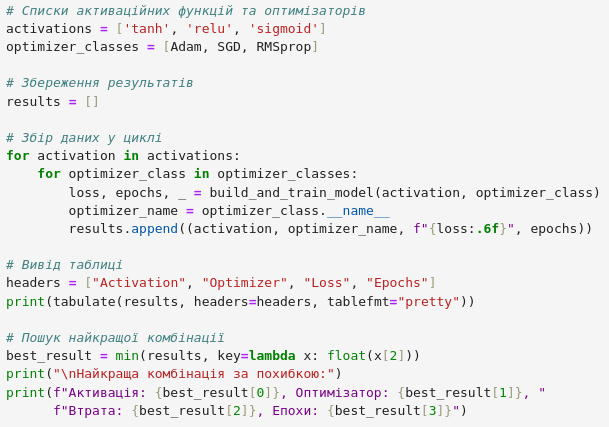 # Списки активаційних функцій та оптимізаторів
activations = ['tanh', 'relu', 'sigmoid']
optimizer_classes = [Adam, SGD, RMSprop]

# Збереження результатів
results = []

# Збір даних у циклі
for activation in activations:
    for optimizer_class in optimizer_classes:
        loss, epochs, _ = build_and_train_model(activation, optimizer_class)
        optimizer_name = optimizer_class.__name__
        results.append((activation, optimizer_name, f"{loss:.6f}", epochs))

# Вивід таблиці
headers = ["Activation", "Optimizer", "Loss", "Epochs"]
print(tabulate(results, headers=headers, tablefmt="pretty"))

# Пошук найкращої комбінації
best_result = min(results, key=lambda x: float(x[2]))
print("\nНайкраща комбінація за похибкою:")
print(f"Активація: {best_result[0]}, Оптимізатор: {best_result[1]}, "
      f"Втрата: {best_result[2]}, Епохи: {best_result[3]}")